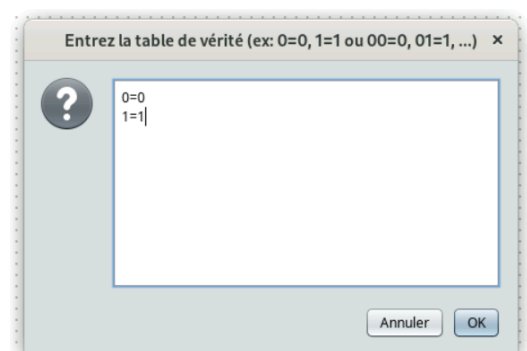 Entrez la table de vérité (ex: 0=0, 1=1 ou 00=0, 01=1, ...)
0=0
1=1
Annuler OK